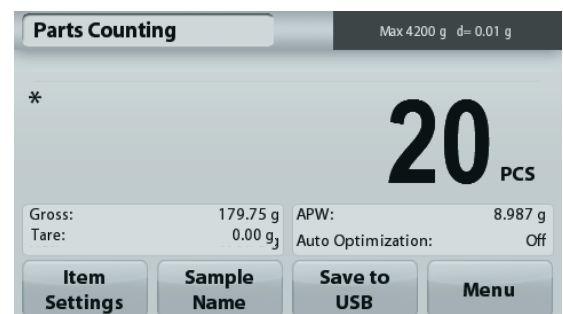 Parts Counting
Max 4200 g d= 0.01 g
*
20 PCS
Gross: 179.75 g
Tare: 0.00 g
APW: 8.987 g
Auto Optimization: Off
Item Settings
Sample Name
Save to USB
Menu